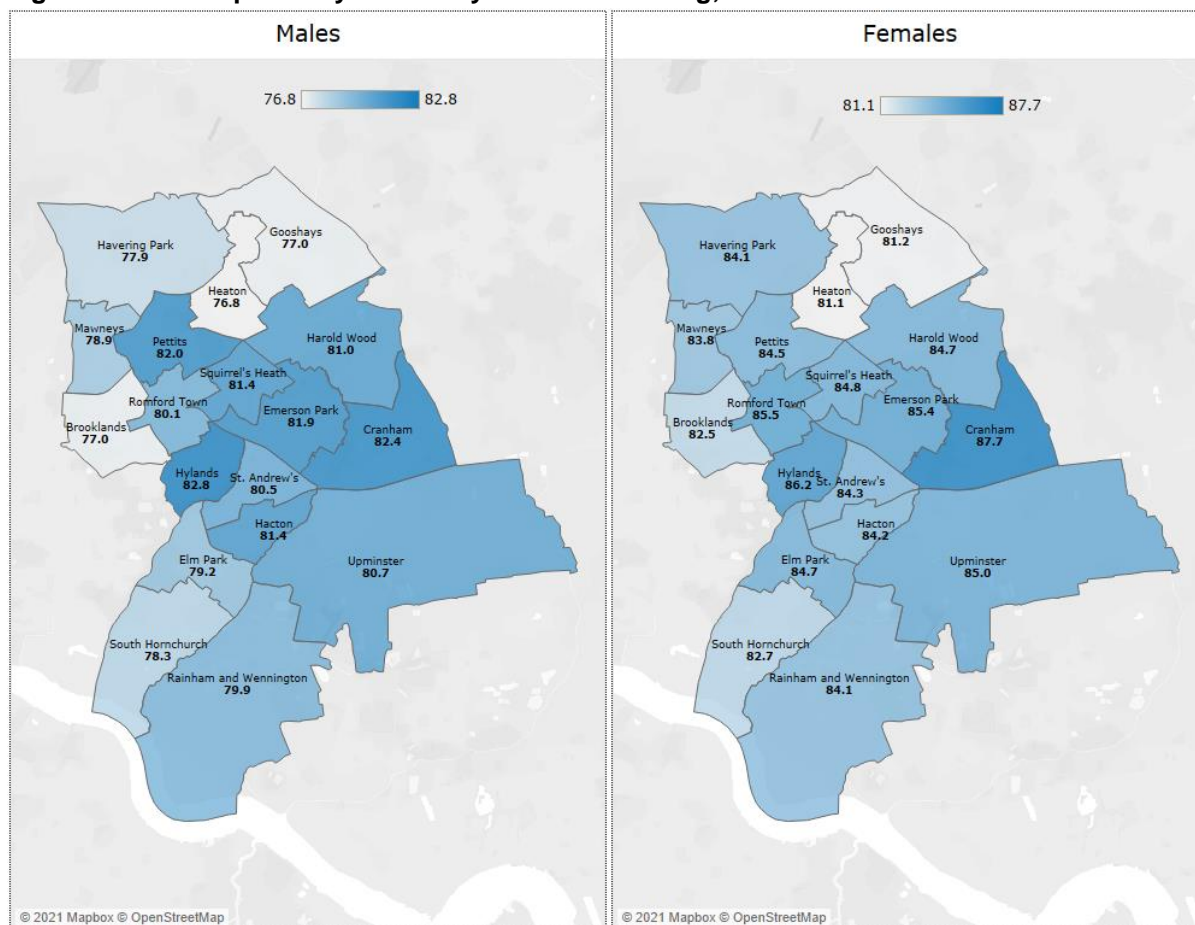 Males
76.8 82.8
Havering Park
77.9
Gooshays
77.0
Heaton
76.8
Mawneys
78.9
Pettits
82.0
Harold Wood
81.0
Squirrel's Heath
81.4
Romford Town
80.1
Emerson Park
81.9
Brooklands
77.0
Cranham
82.4
Hylands
82.8
St. Andrew's
80.5
Hacton
81.4
Elm Park
79.2
Upminster
80.7
South Hornchurch
78.3
Rainham and Wennington
79.9
© 2021 Mapbox © OpenStreetMap
Females
81.1 87.7
Havering Park
84.1
Gooshays
81.2
Heaton
81.1
Mawneys
83.8
Pettits
84.5
Harold Wood
84.7
Squirrel's Heath
84.8
Romford Town
85.5
Emerson Park
85.4
Brooklands
82.5
Cranham
87.7
Hylands
86.2
St. Andrew's
84.3
Hacton
84.2
Elm Park
84.7
Upminster
85.0
South Hornchurch
82.7
Rainham and Wennington
84.1
© 2021 Mapbox © OpenStreetMap